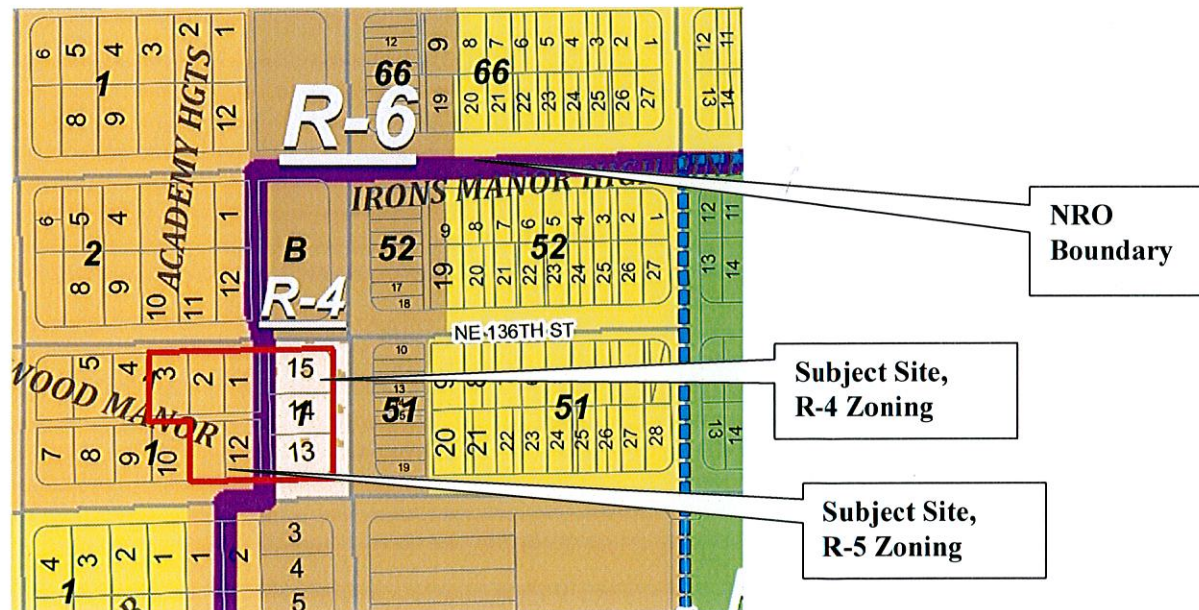 6 5 4 3 2 1
1
8 9 12
ACADEMY HGTS
12
66
9 8 7 6 5 4 3 2 1
66
19 20 21 22 23 24 25 26 27
12 11
13 14
R-6
IRONS MANOR
6 5 4 1
2
8 9 10 11 12
B
52
17
18
9 8 7 6 5 4 3 2 1
52
19 20 21 22 23 24 25 26 27
12 11
13 14
R-4
NE 136TH ST
5 4 3 2 1
WOOD MANOR
7 8 9 10 12
1
15
14
13
10
13
51
19
9 8
51
20 21 22 23 24 25 26 27 28
13 14
4 3 2 1 1 2
1
3
4
5
NRO
Boundary
Subject Site,
R-4 Zoning
Subject Site,
R-5 Zoning